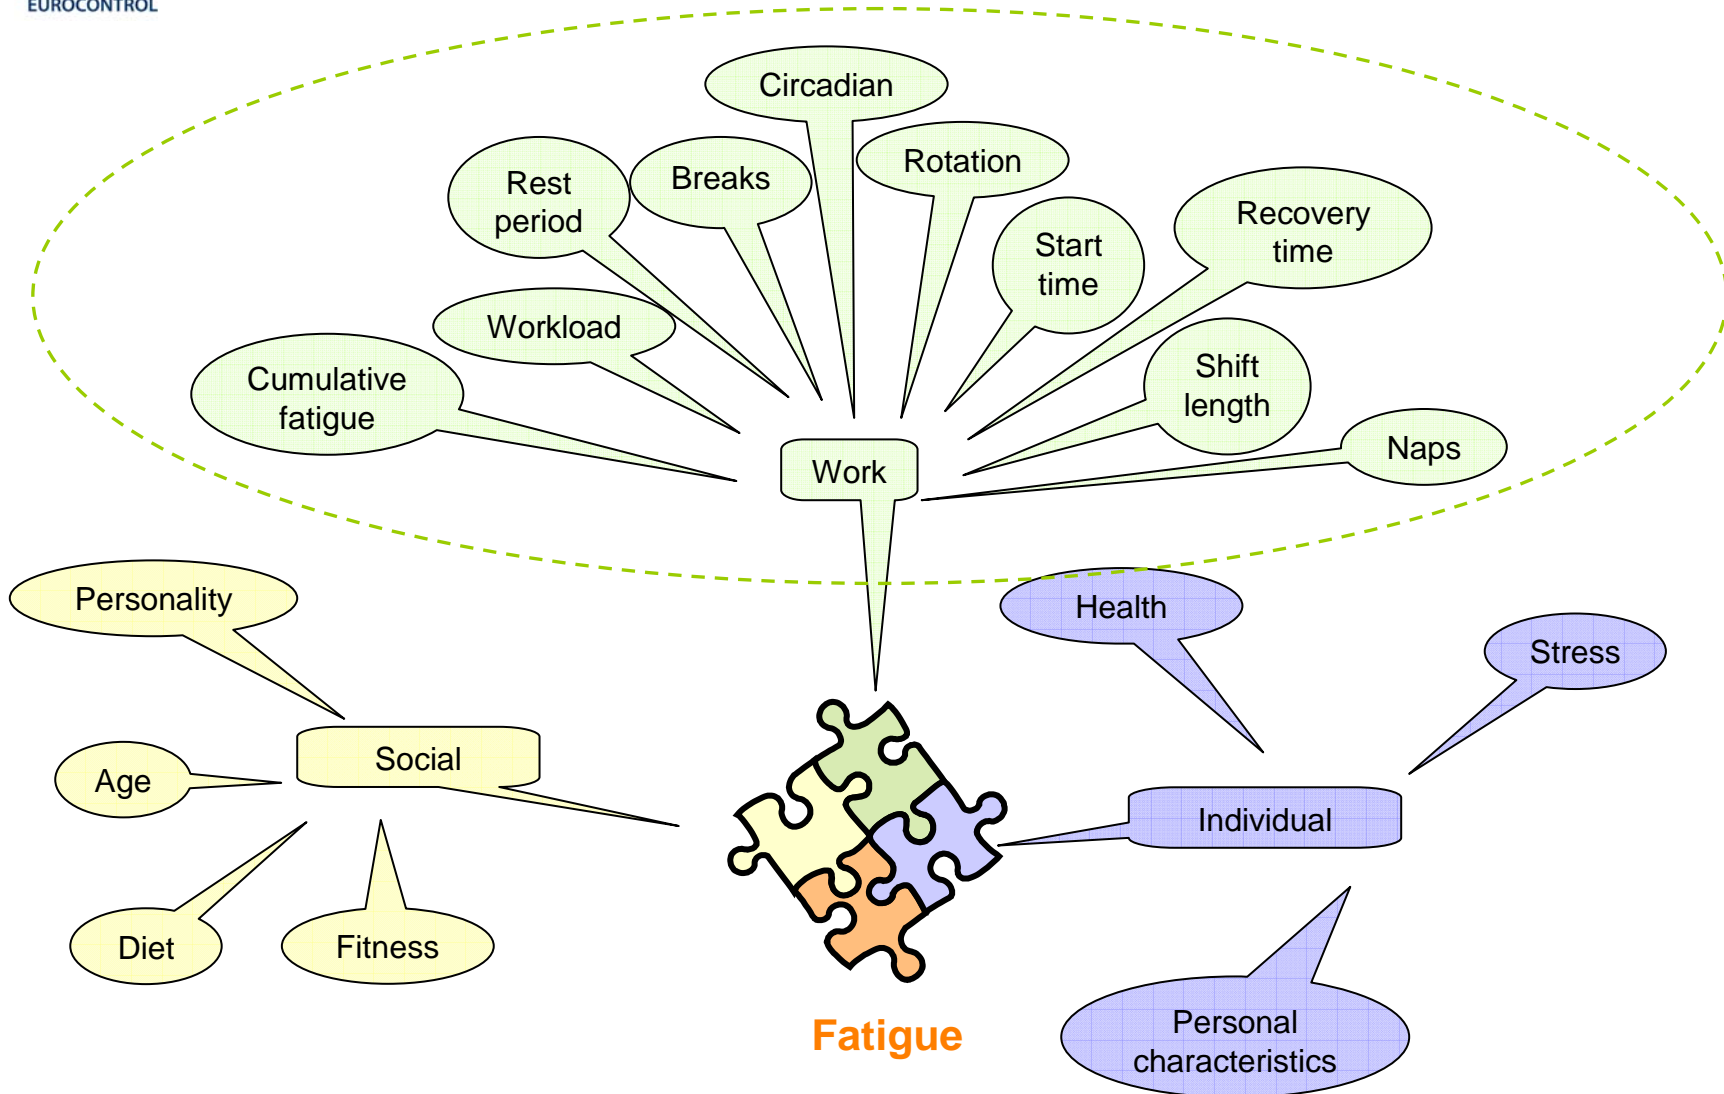 EUROCONTROL
Circadian
Rotation
Breaks
Rest
period
Recovery
time
Start
time
Workload
Shift
length
Cumulative
fatigue
Naps
Work
Personality
Health
Stress
Social
Age
Individual
Diet
Fitness
Fatigue
Personal
characteristics